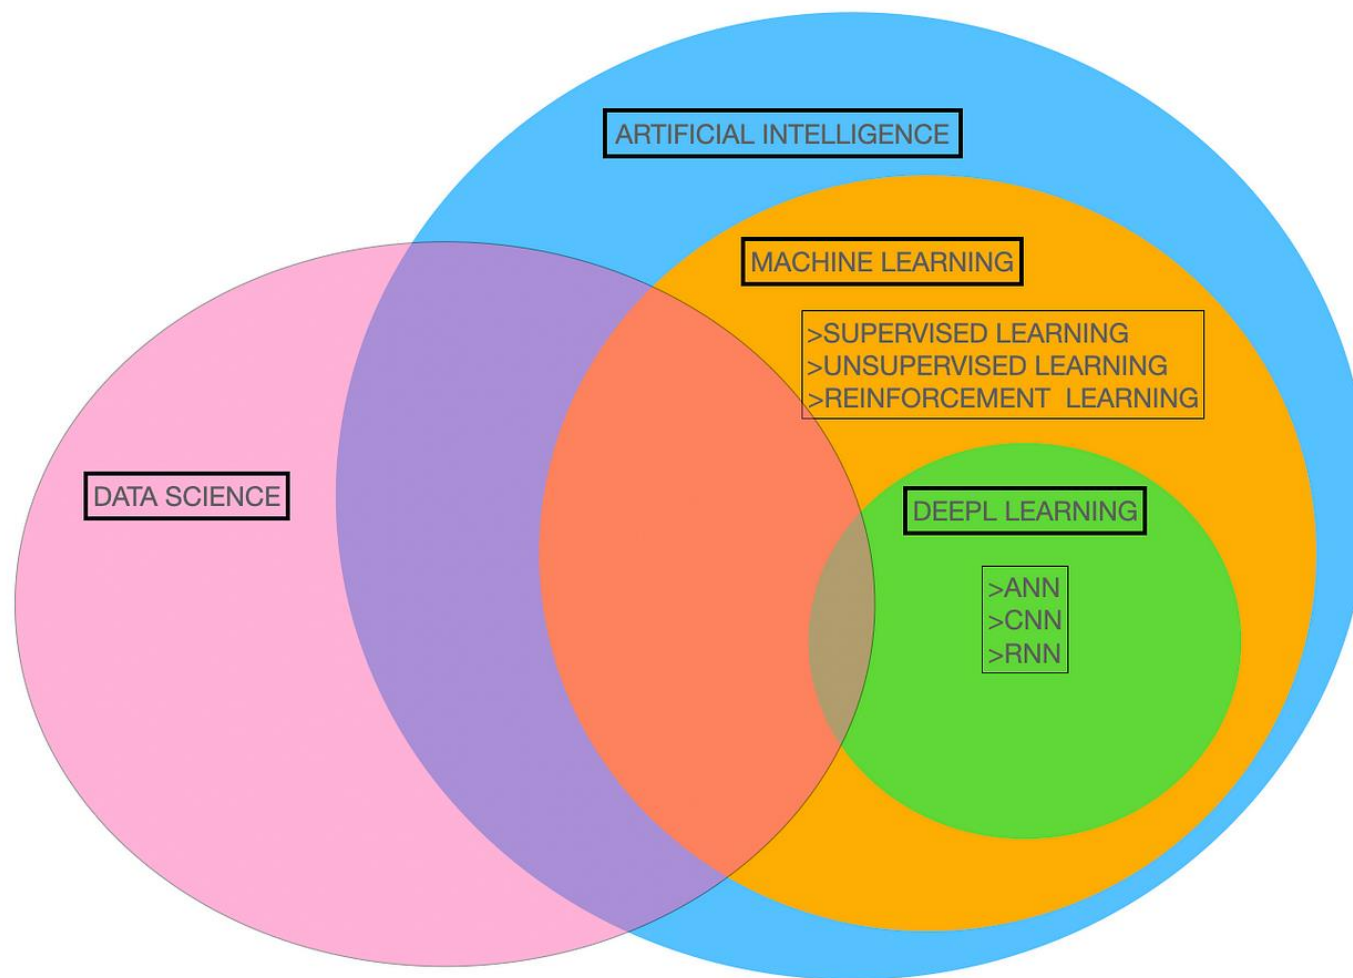 ARTIFICIAL INTELLIGENCE
MACHINE LEARNING
>SUPERVISED LEARNING
>UNSUPERVISED LEARNING
>REINFORCEMENT  LEARNING
DATA SCIENCE
DEEPL LEARNING
>ANN
>CNN
>RNN